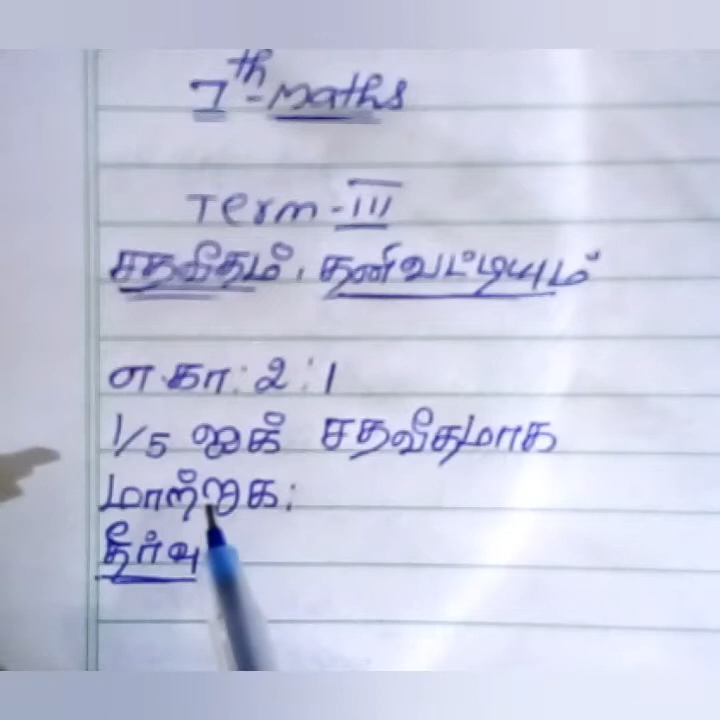 7th - maths
Term - III
சதவீதம், தனிவட்டியும்
எ.கா: 2:1
1/5 ஐக் சதவீதமாக
மாற்றுக:
தீர்வு